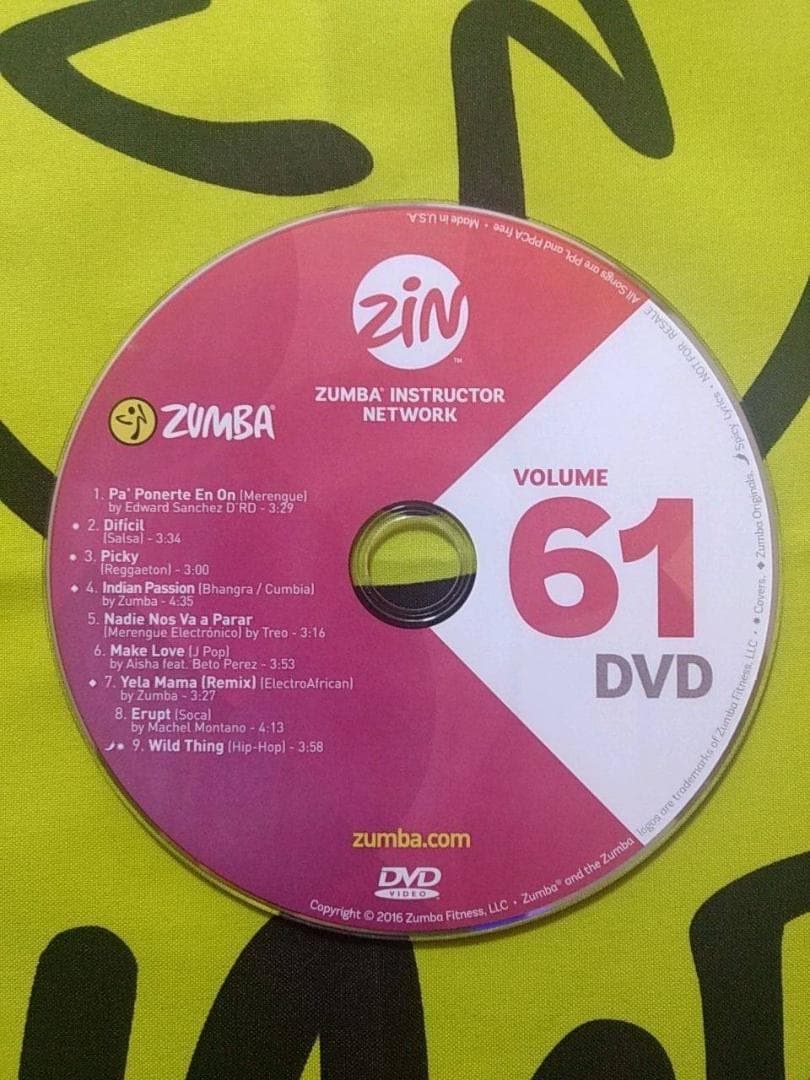 ZiN™
ZUMBA® INSTRUCTOR
NETWORK
ZUMBA®
VOLUME
61
DVD
1. Pa' Ponerte En On (Merengue)
by Edward Sanchez D'RD - 3:29
2. Difícil
(Salsa) - 3:34
3. Picky
(Reggaeton) - 3:00
4. Indian Passion (Bhangra / Cumbia)
by Zumba - 4:35
5. Nadie Nos Va a Parar
(Merengue Electrónico) by Treo - 3:16
6. Make Love (J Pop)
by Aisha feat. Beto Perez - 3:53
7. Yela Mama (Remix) (ElectroAfrican)
by Zumba - 3:27
8. Erupt (Soca)
by Machel Montano - 4:13
9. Wild Thing (Hip-Hop) - 3:58
zumba.com
DVD
VIDEO
Copyright © 2016 Zumba Fitness, LLC • Zumba® and the Zumba logos are trademarks of Zumba Fitness, LLC • Covers. Zumba Originals. Spicy Lyrics • NOT FOR RESALE
All Songs are PPL and PPCA free • Made in U.S.A.